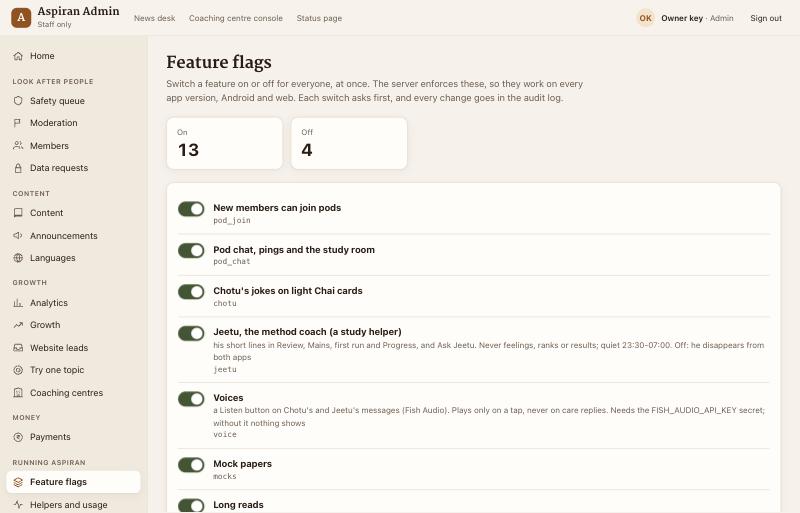 A
Aspiran Admin
Staff only
News desk
Coaching centre console
Status page
OK
Owner key · Admin
Sign out
Home
LOOK AFTER PEOPLE
Safety queue
Moderation
Members
Data requests
CONTENT
Content
Announcements
Languages
GROWTH
Analytics
Growth
Website leads
Try one topic
Coaching centres
MONEY
Payments
RUNNING ASPIRAN
Feature flags
Helpers and usage
Feature flags
Switch a feature on or off for everyone, at once. The server enforces these, so they work on every
app version, Android and web. Each switch asks first, and every change goes in the audit log.
On
13
Off
4
New members can join pods
pod_join
Pod chat, pings and the study room
pod_chat
Chotu's jokes on light Chai cards
chotu
Jeetu, the method coach (a study helper)
his short lines in Review, Mains, first run and Progress, and Ask Jeetu. Never feelings, ranks or results; quiet 23:30-07:00. Off: he disappears from
both apps
jeetu
Voices
a Listen button on Chotu's and Jeetu's messages (Fish Audio). Plays only on a tap, never on care replies. Needs the FISH_AUDIO_API_KEY secret;
without it nothing shows
voice
Mock papers
mocks
Long reads